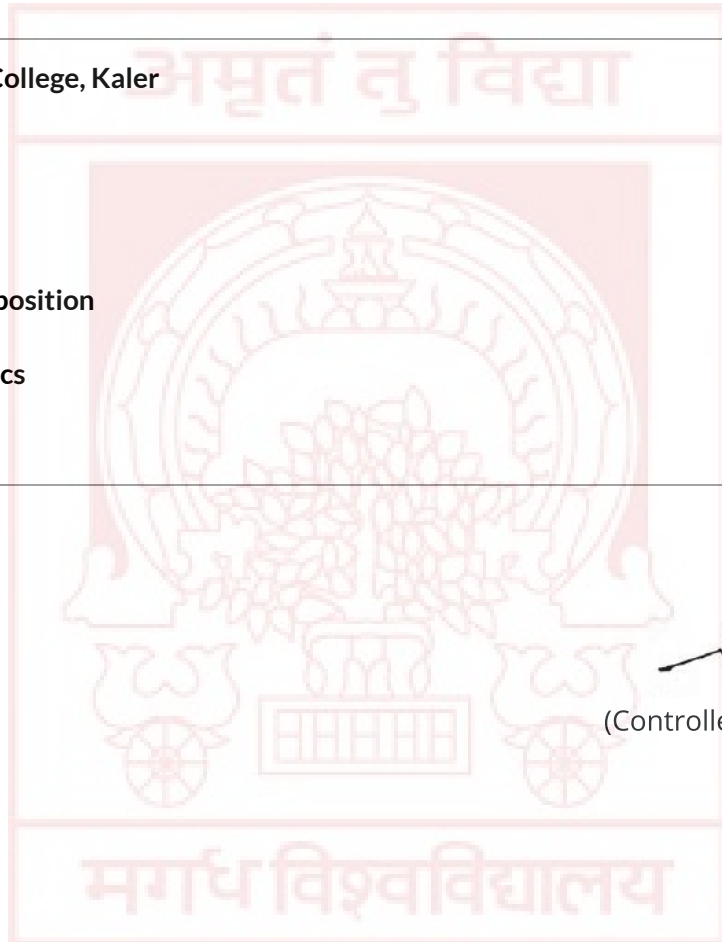 अमृतं तु विद्या
College, Kaler
position
cs
(Controlle
मगध विश्वविद्यालय